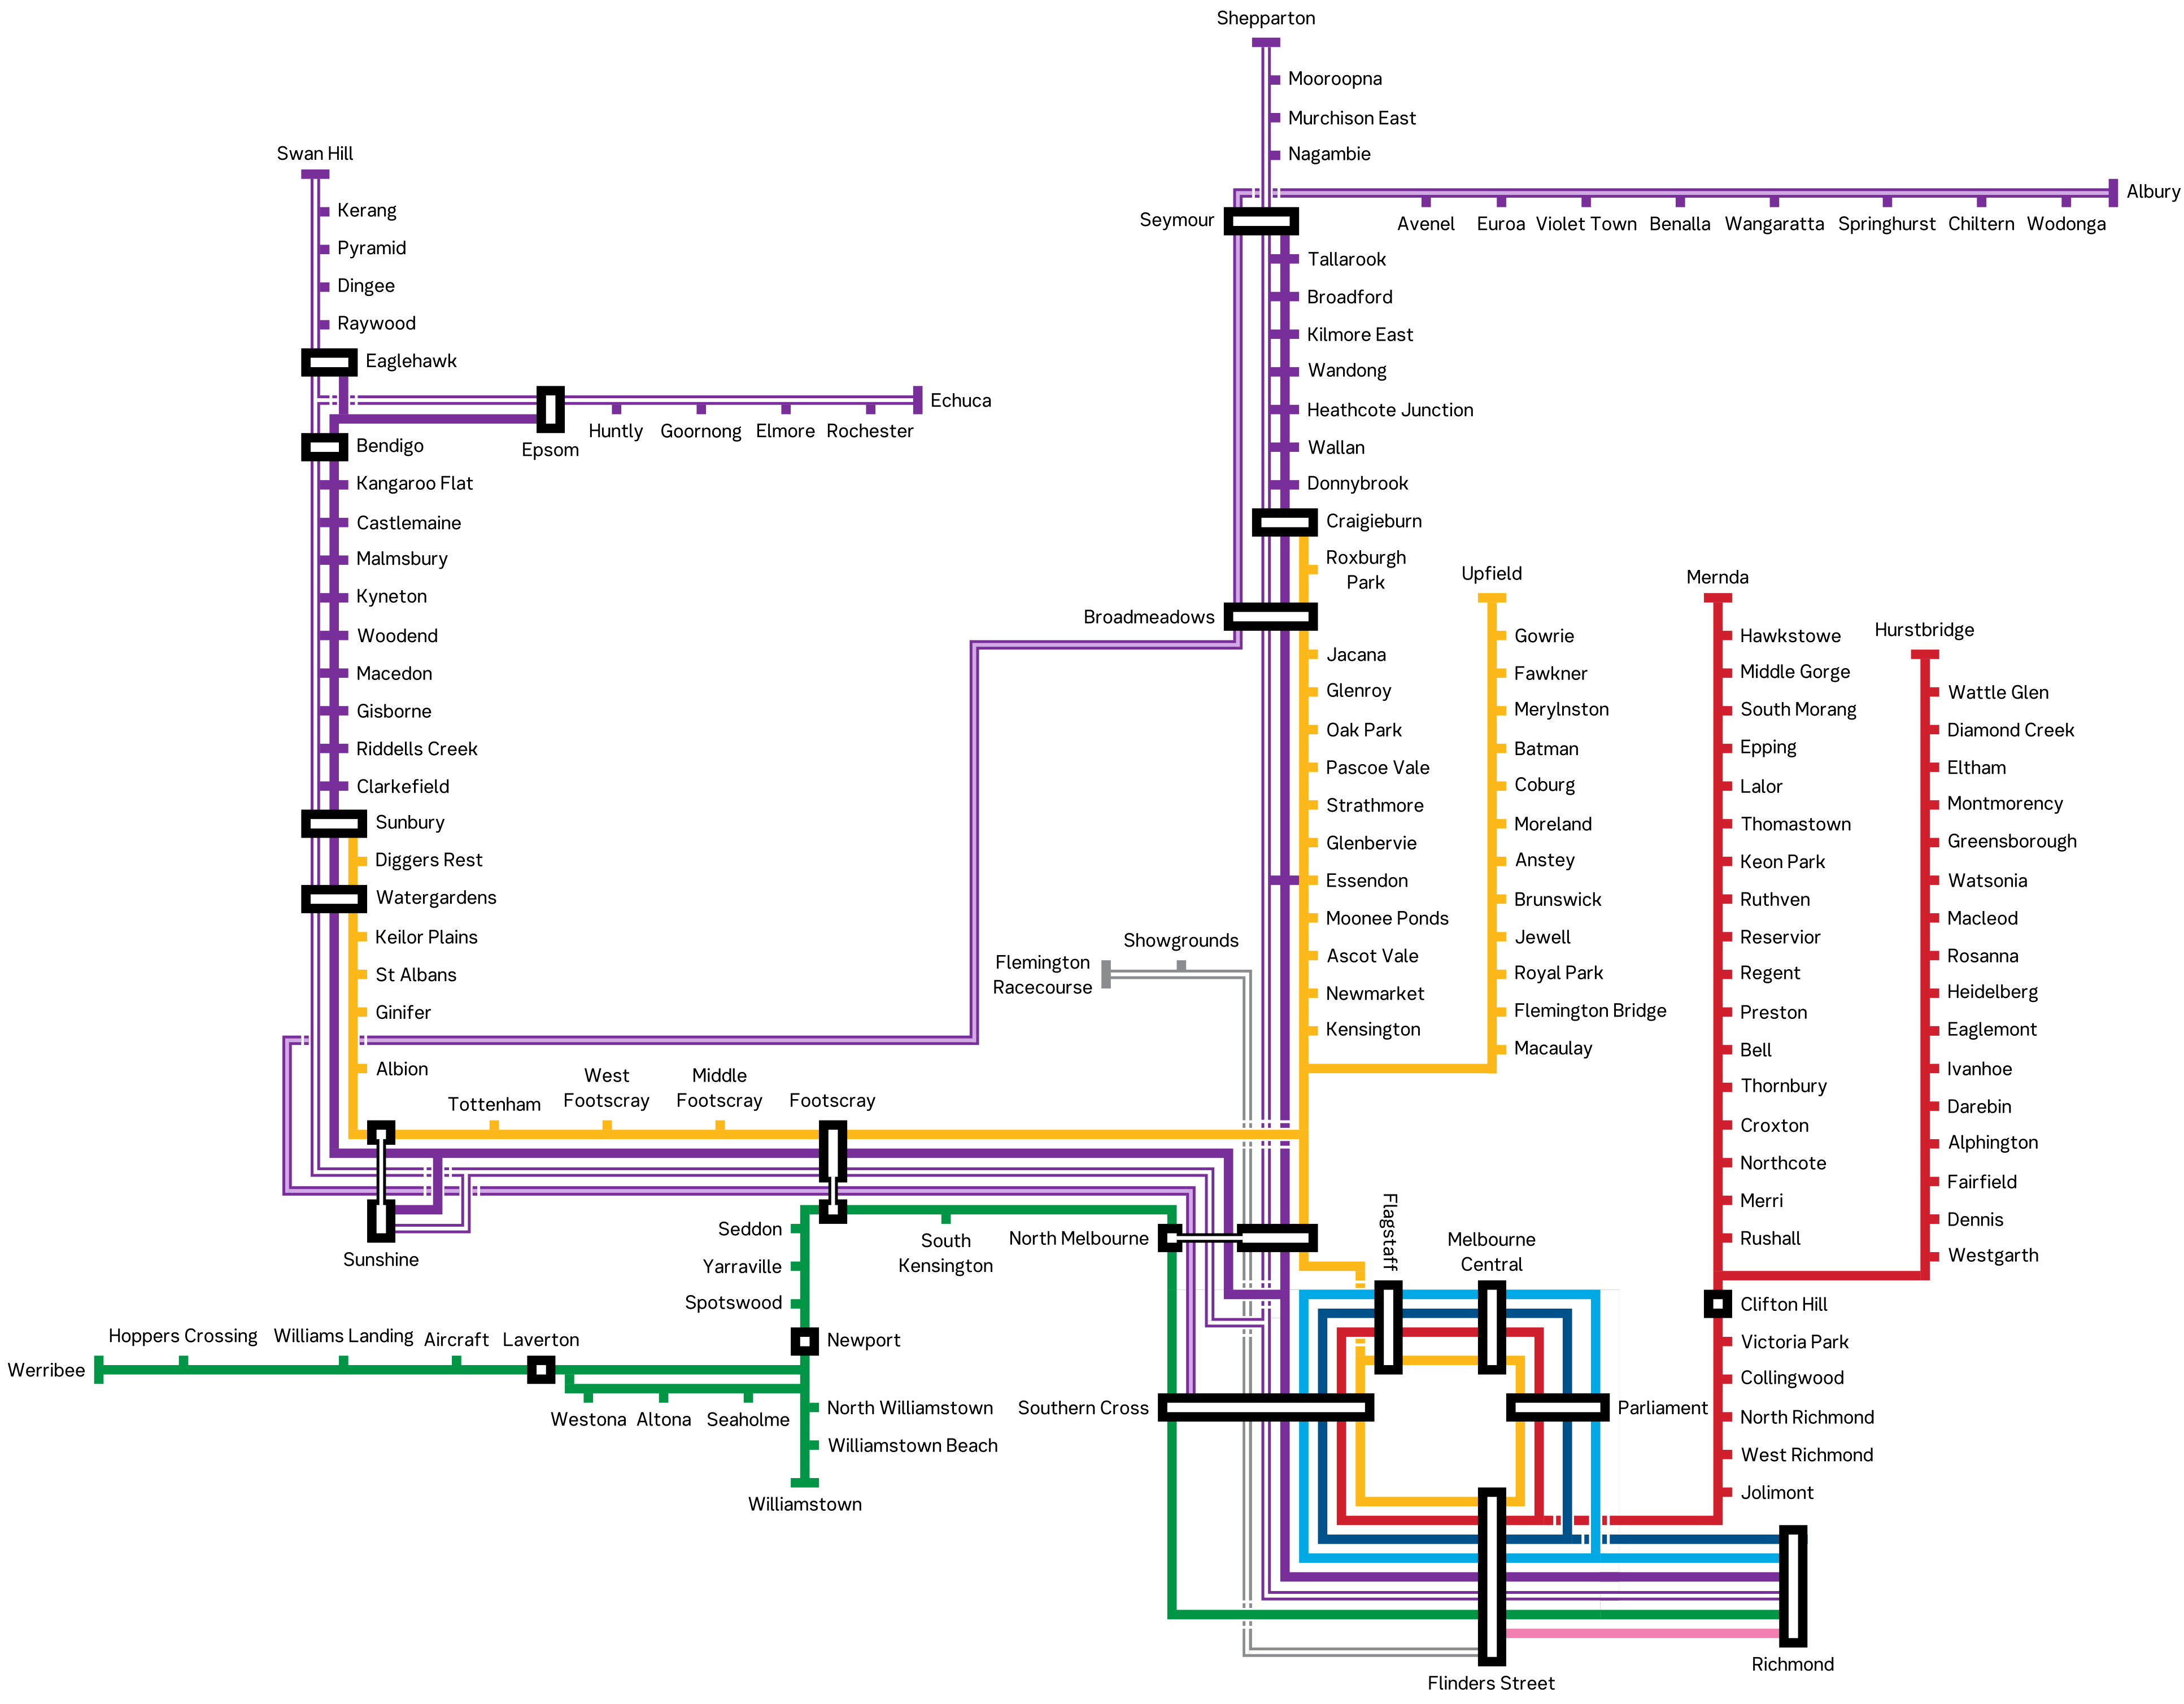 Shepparton
Mooroopna
Murchison East
Nagambie
Swan Hill
Kerang
Pyramid
Dingee
Raywood
Eaglehawk
Echuca
Huntly
Goornong
Elmore
Rochester
Epsom
Bendigo
Kangaroo Flat
Castlemaine
Malmsbury
Kyneton
Woodend
Macedon
Gisborne
Riddells Creek
Clarkefield
Sunbury
Diggers Rest
Watergardens
Keilor Plains
St Albans
Ginifer
Albion
Seymour
Albury
Avenel
Euroa
Violet Town
Benalla
Wangaratta
Springhurst
Chiltern
Wodonga
Tallarook
Broadford
Kilmore East
Wandong
Heathcote Junction
Wallan
Donnybrook
Craigieburn
Roxburgh
Park
Broadmeadows
Jacana
Glenroy
Oak Park
Pascoe Vale
Strathmore
Glenbervie
Essendon
Moonee Ponds
Ascot Vale
Newmarket
Kensington
Upfield
Gowrie
Fawkner
Merylnston
Batman
Coburg
Moreland
Anstey
Brunswick
Jewell
Royal Park
Flemington Bridge
Macaulay
Mernda
Hawkstowe
Middle Gorge
South Morang
Epping
Lalor
Thomastown
Keon Park
Ruthven
Reservior
Regent
Preston
Bell
Thornbury
Croxton
Northcote
Merri
Rushall
Hurstbridge
Wattle Glen
Diamond Creek
Eltham
Montmorency
Greensborough
Watsonia
Macleod
Rosanna
Heidelberg
Eaglemont
Ivanhoe
Darebin
Alphington
Fairfield
Dennis
Westgarth
Clifton Hill
Victoria Park
Collingwood
North Richmond
West Richmond
Jolimont
Showgrounds
Flemington
Racecourse
Tottenham
West
Footscray
Middle
Footscray
Footscray
Sunshine
Seddon
Yarraville
Spotswood
South
Kensington
North Melbourne
Flagstaff
Melbourne
Central
Hoppers Crossing
Williams Landing
Aircraft
Laverton
Newport
Werribee
Westona
Altona
Seaholme
North Williamstown
Williamstown Beach
Williamstown
Southern Cross
Parliament
Flinders Street
Richmond